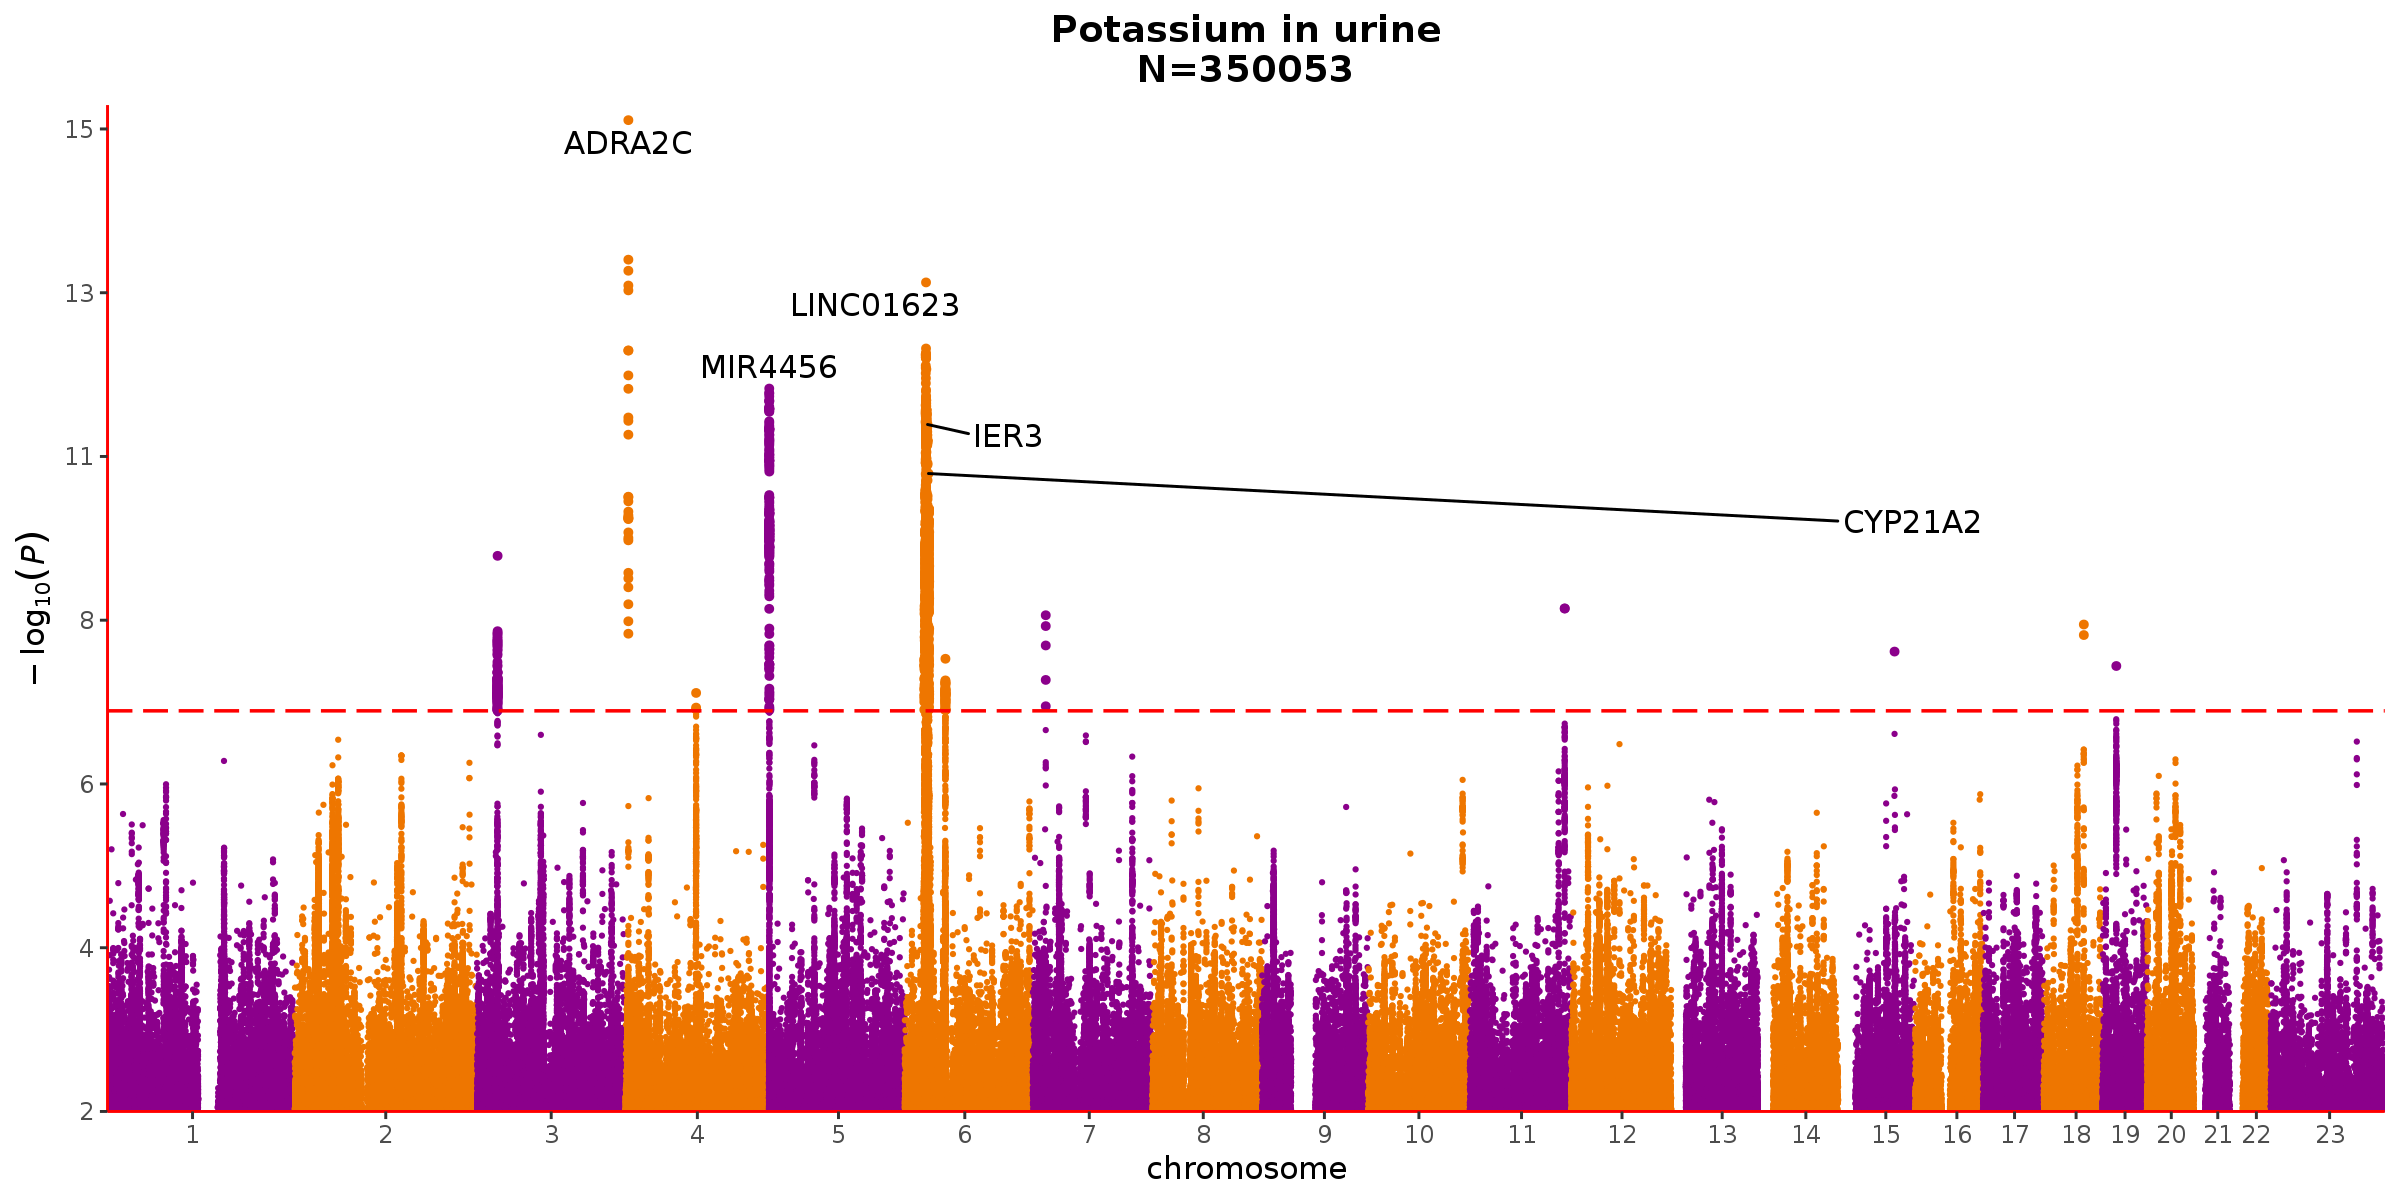 Potassium in urine
N=350053
15
ADRA2C
13
LINC01623
MIR4456
11
IER3
CYP21A2
8
6
4
2
−log₁₀(P)
1 2 3 4 5 6 7 8 9 10 11 12 13 14 15 16 17 18 19 20 21 22 23
chromosome